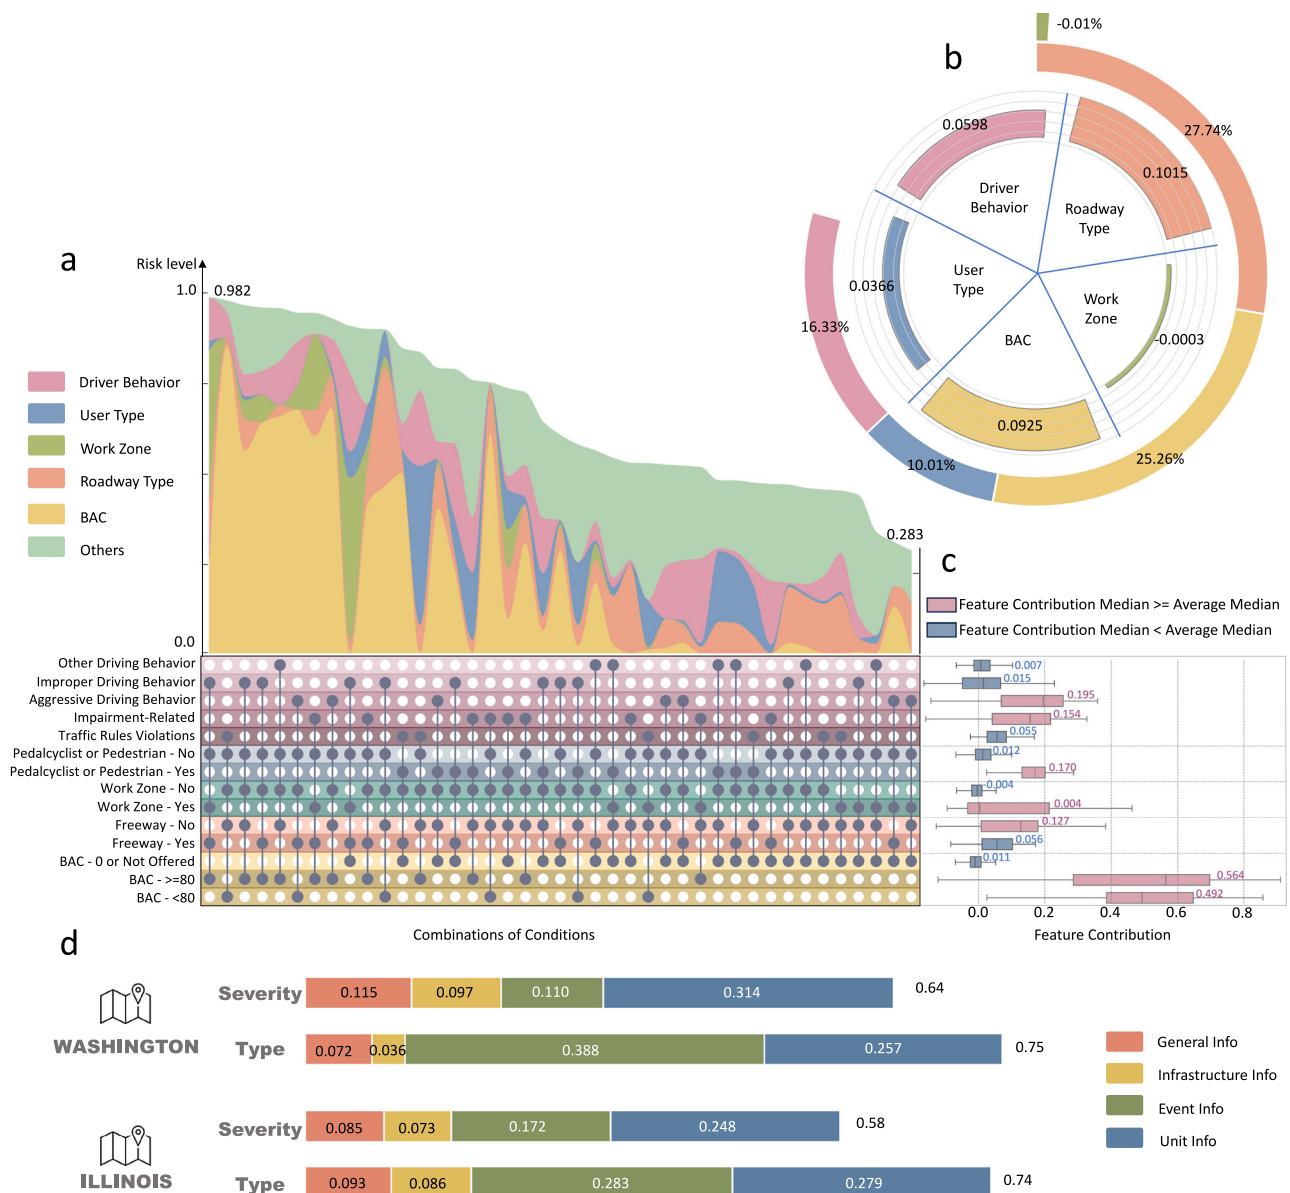 -0.01%
b
27.74%
0.0598
0.1015
Driver
Behavior
Roadway
Type
User
Type
Work
Zone
0.0366
BAC
-0.0003
16.33%
0.0925
10.01%
25.26%
a
Risk level
1.0
0.982
Driver Behavior
User Type
Work Zone
Roadway Type
BAC
Others
0.283
0.0
c
Feature Contribution Median >= Average Median
Feature Contribution Median < Average Median
Other Driving Behavior
Improper Driving Behavior
Aggressive Driving Behavior
Impairment-Related
Traffic Rules Violations
Pedalcyclist or Pedestrian - No
Pedalcyclist or Pedestrian - Yes
Work Zone - No
Work Zone - Yes
Freeway - No
Freeway - Yes
BAC - 0 or Not Offered
BAC - >=80
BAC - <80
0.007
0.015
0.195
0.154
0.055
0.012
0.170
0.004
0.004
0.127
0.056
0.011
0.564
0.492
0.0 0.2 0.4 0.6 0.8
Combinations of Conditions
Feature Contribution
d
WASHINGTON
Severity 0.115 0.097 0.110 0.314 0.64
Type 0.072 0.036 0.388 0.257 0.75
ILLINOIS
Severity 0.085 0.073 0.172 0.248 0.58
Type 0.093 0.086 0.283 0.279 0.74
General Info
Infrastructure Info
Event Info
Unit Info